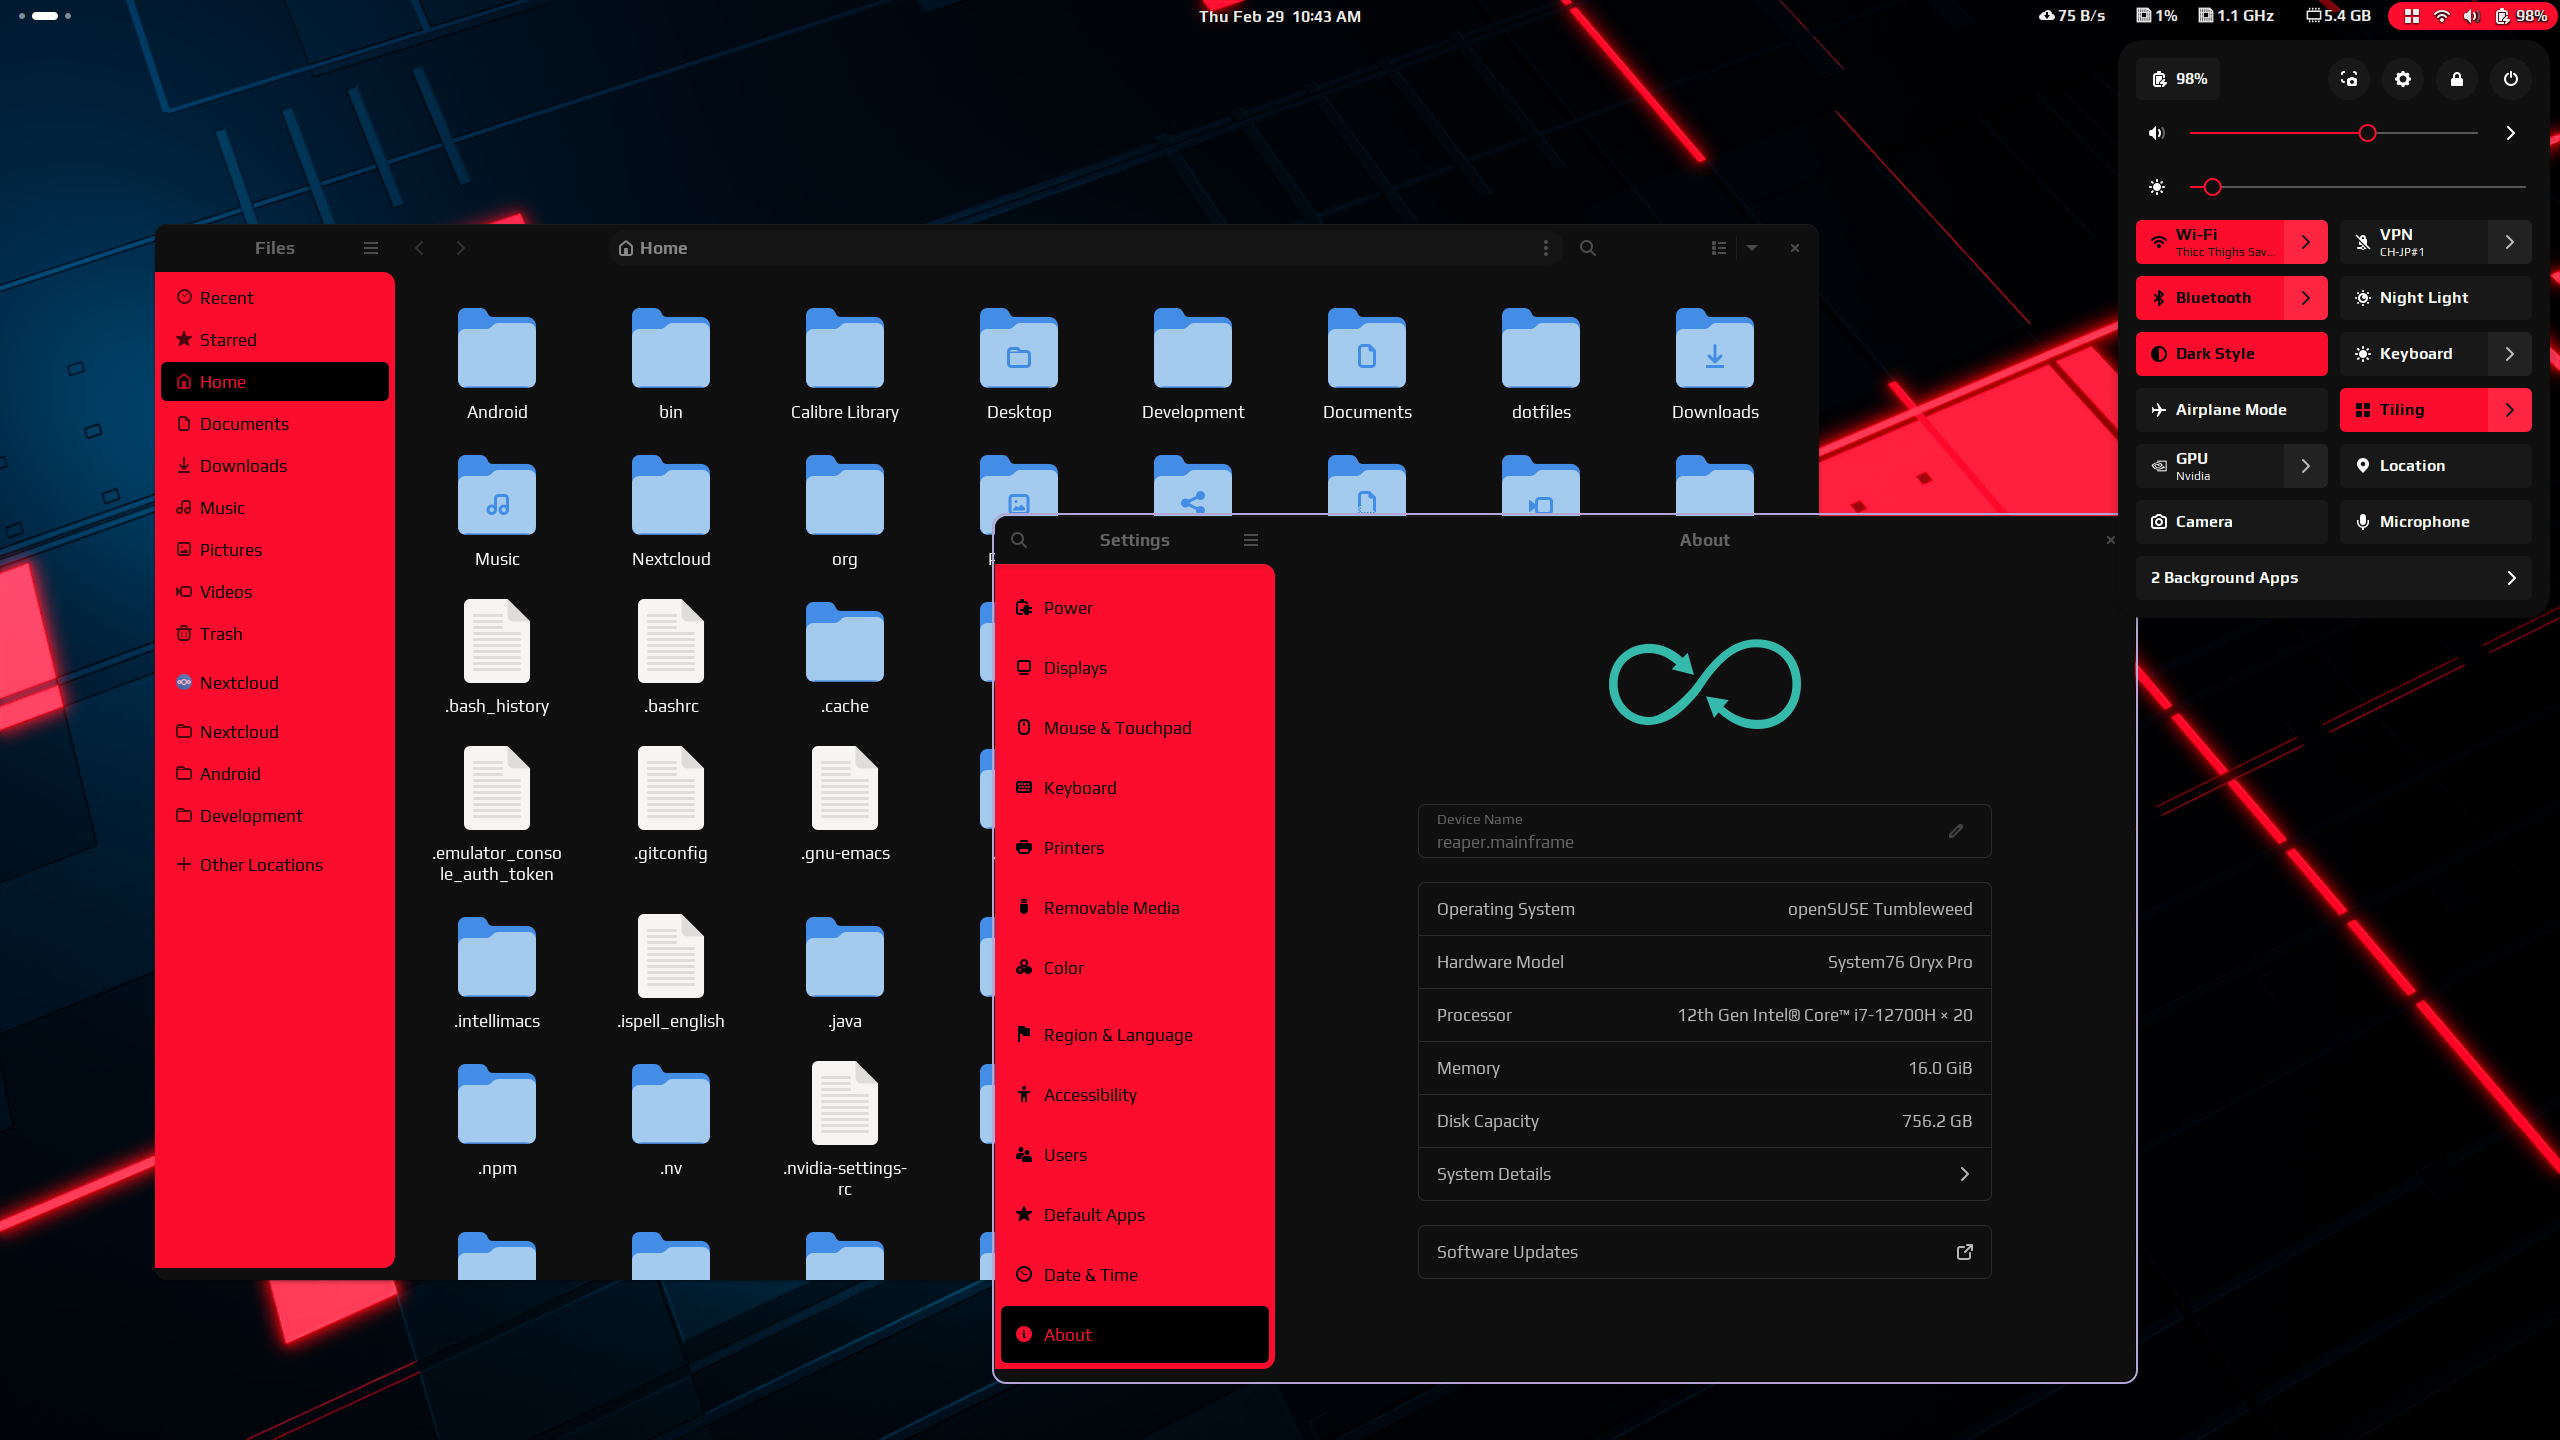 Thu Feb 29 10:43 AM
75 B/s
1%
1.1 GHz
5.4 GB
98%
98%
Wi-Fi
Thicc Thighs Sav...
VPN
CH-JP#1
Bluetooth
Night Light
Dark Style
Keyboard
Airplane Mode
Tiling
GPU
Nvidia
Location
Camera
Microphone
2 Background Apps
Files
Home
Recent
Starred
Home
Documents
Downloads
Music
Pictures
Videos
Trash
Nextcloud
Nextcloud
Android
Development
Other Locations
Android
bin
Calibre Library
Desktop
Development
Documents
dotfiles
Downloads
Music
Nextcloud
org
.bash_history
.bashrc
.cache
.emulator_conso
le_auth_token
.gitconfig
.gnu-emacs
.intellimacs
.ispell_english
.java
.npm
.nv
.nvidia-settings-
rc
Settings
Power
Displays
Mouse & Touchpad
Keyboard
Printers
Removable Media
Color
Region & Language
Accessibility
Users
Default Apps
Date & Time
About
About
Device Name
reaper.mainframe
Operating System
openSUSE Tumbleweed
Hardware Model
System76 Oryx Pro
Processor
12th Gen Intel® Core™ i7-12700H × 20
Memory
16.0 GiB
Disk Capacity
756.2 GB
System Details
Software Updates